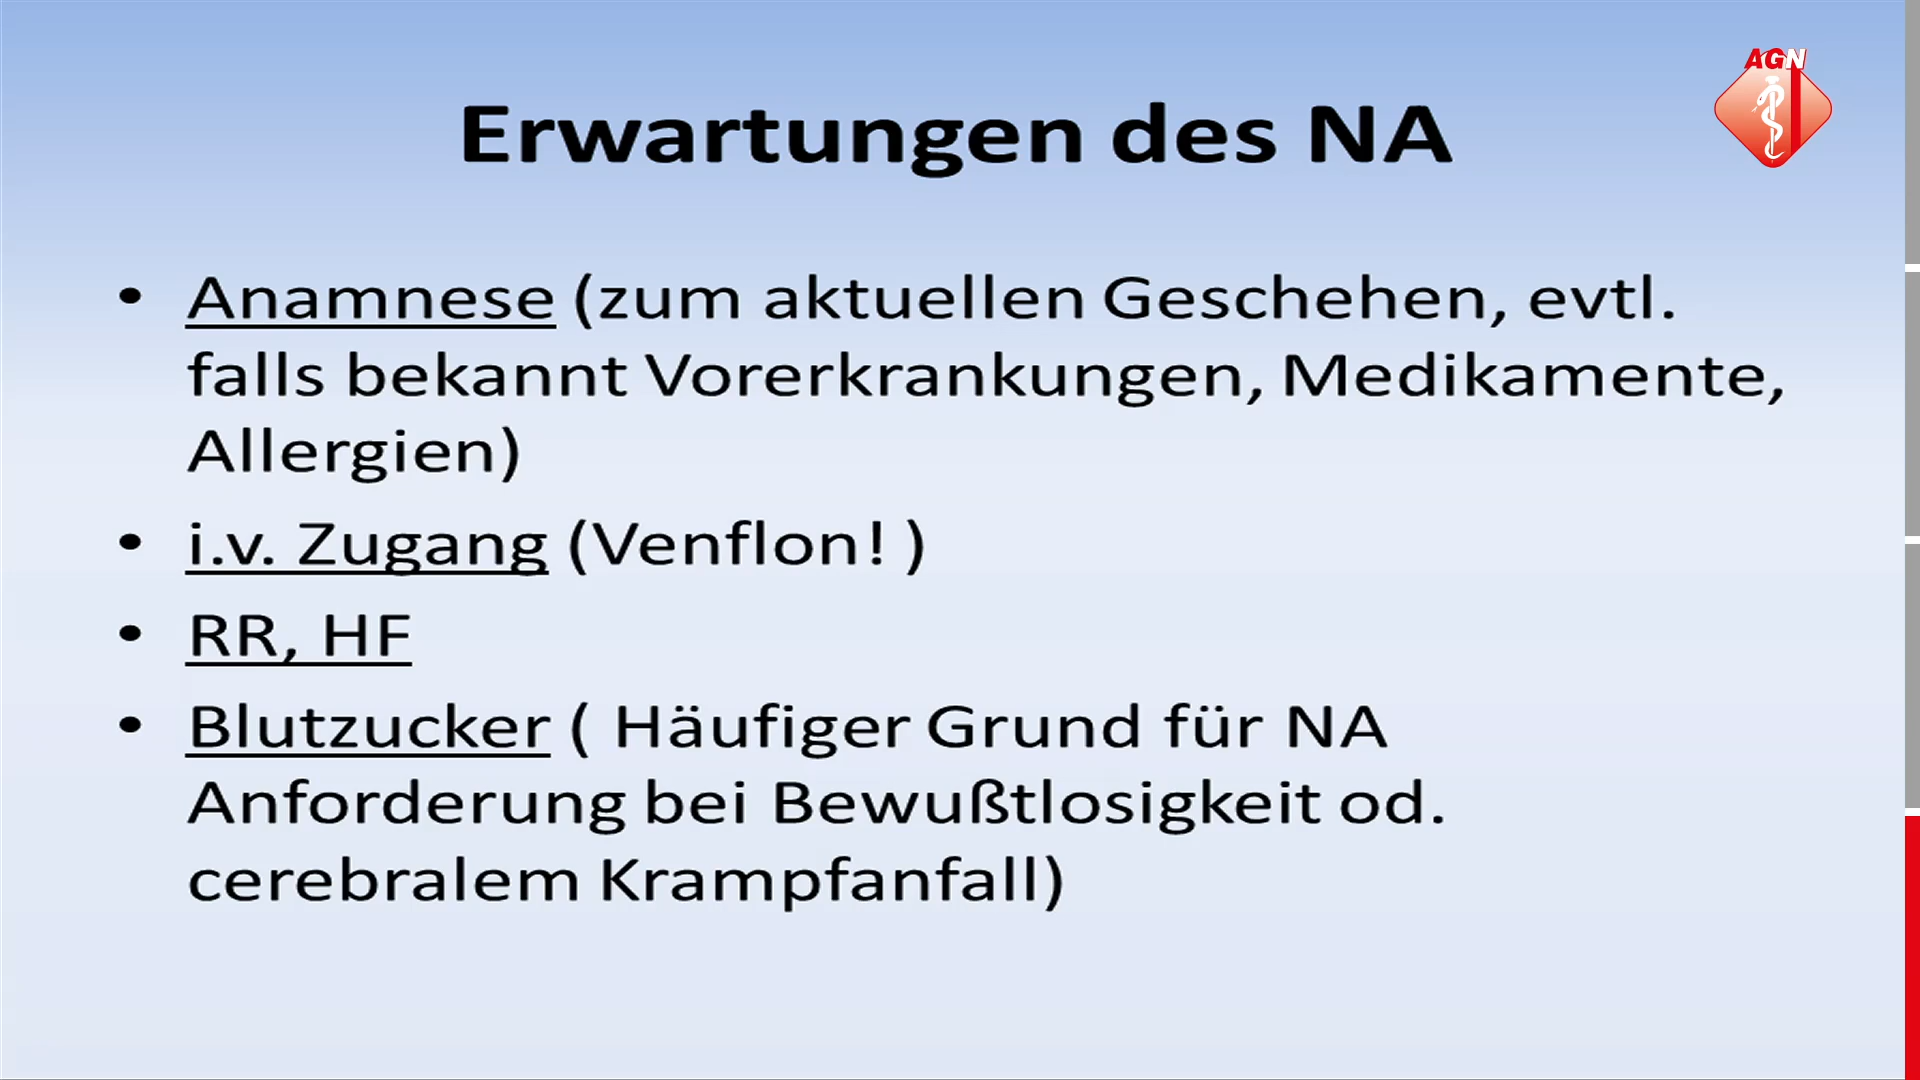 AGN
Erwartungen des NA
• Anamnese (zum aktuellen Geschehen, evtl.
falls bekannt Vorerkrankungen, Medikamente,
Allergien)
• i.v. Zugang (Venflon! )
• RR, HF
• Blutzucker ( Häufiger Grund für NA
Anforderung bei Bewußtlosigkeit od.
cerebralem Krampfanfall)